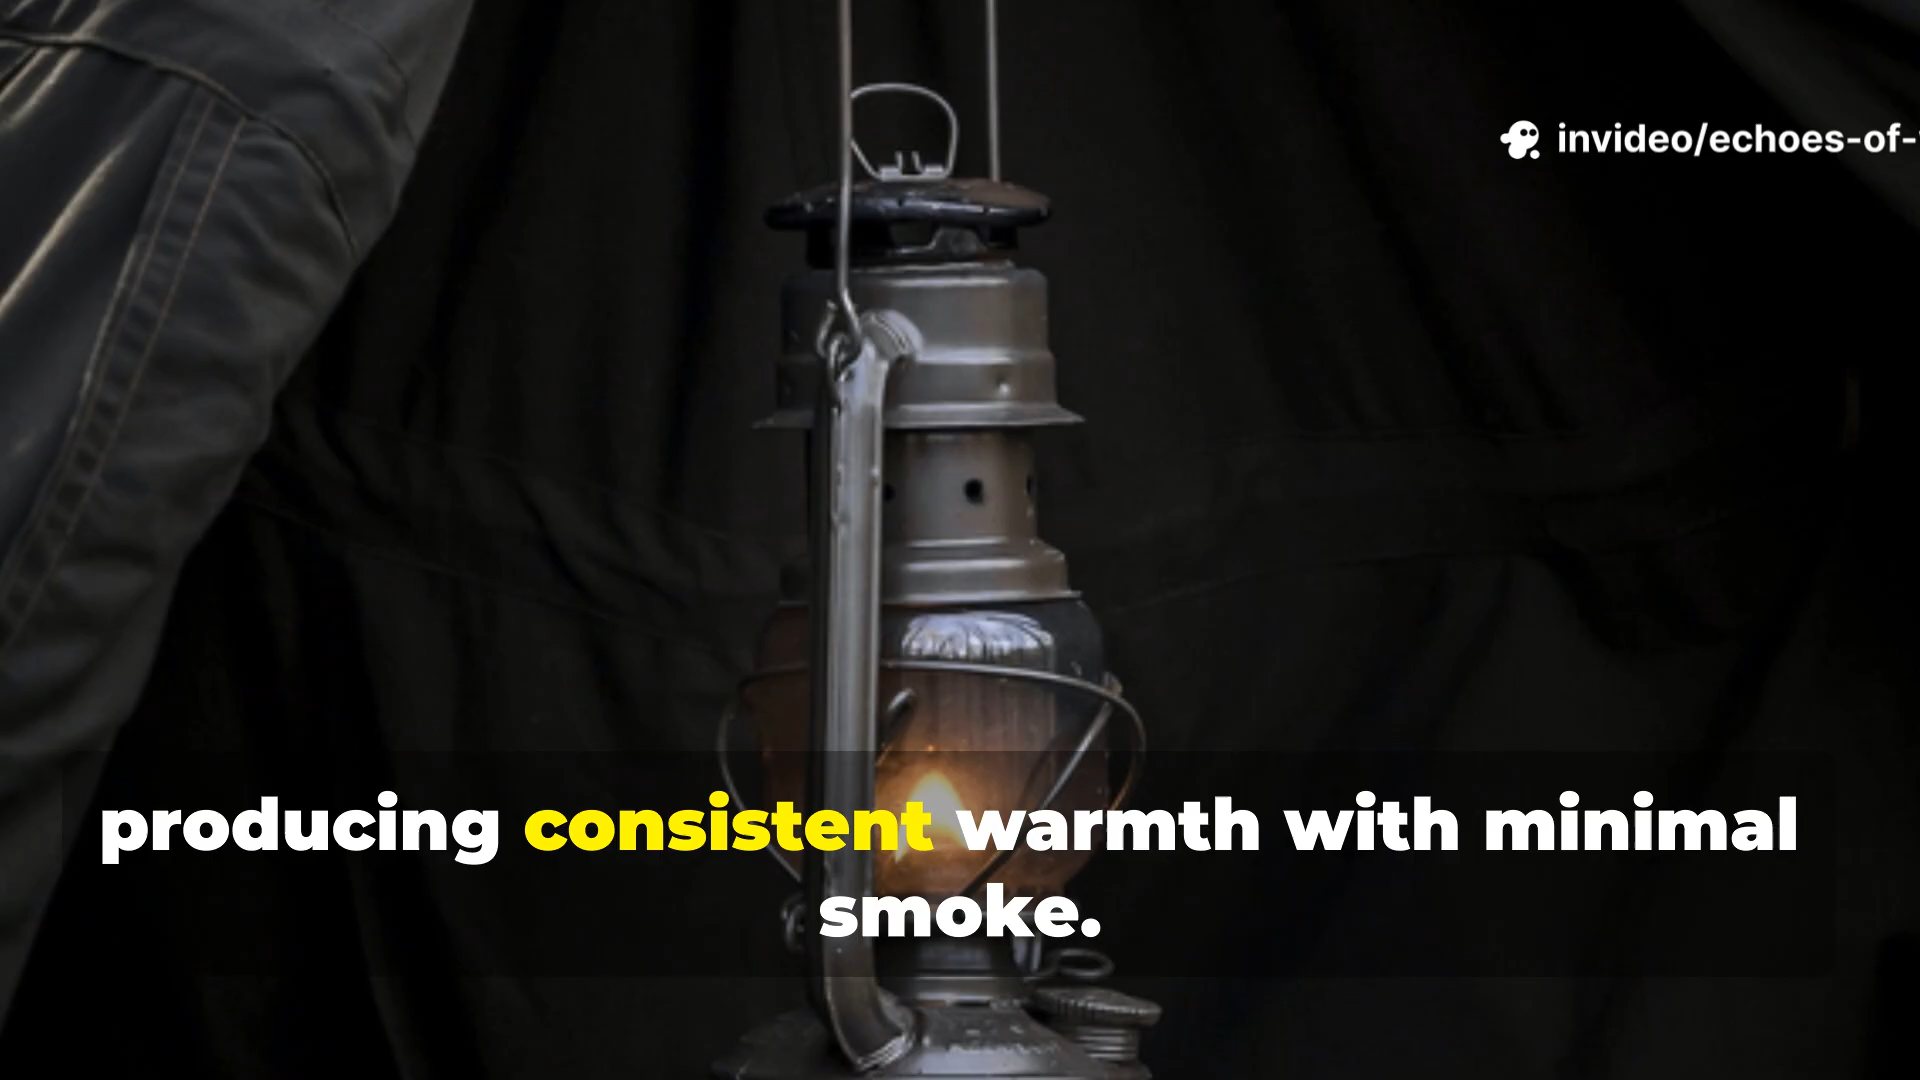 invideo/echoes-of-
producing consistent warmth with minimal
smoke.